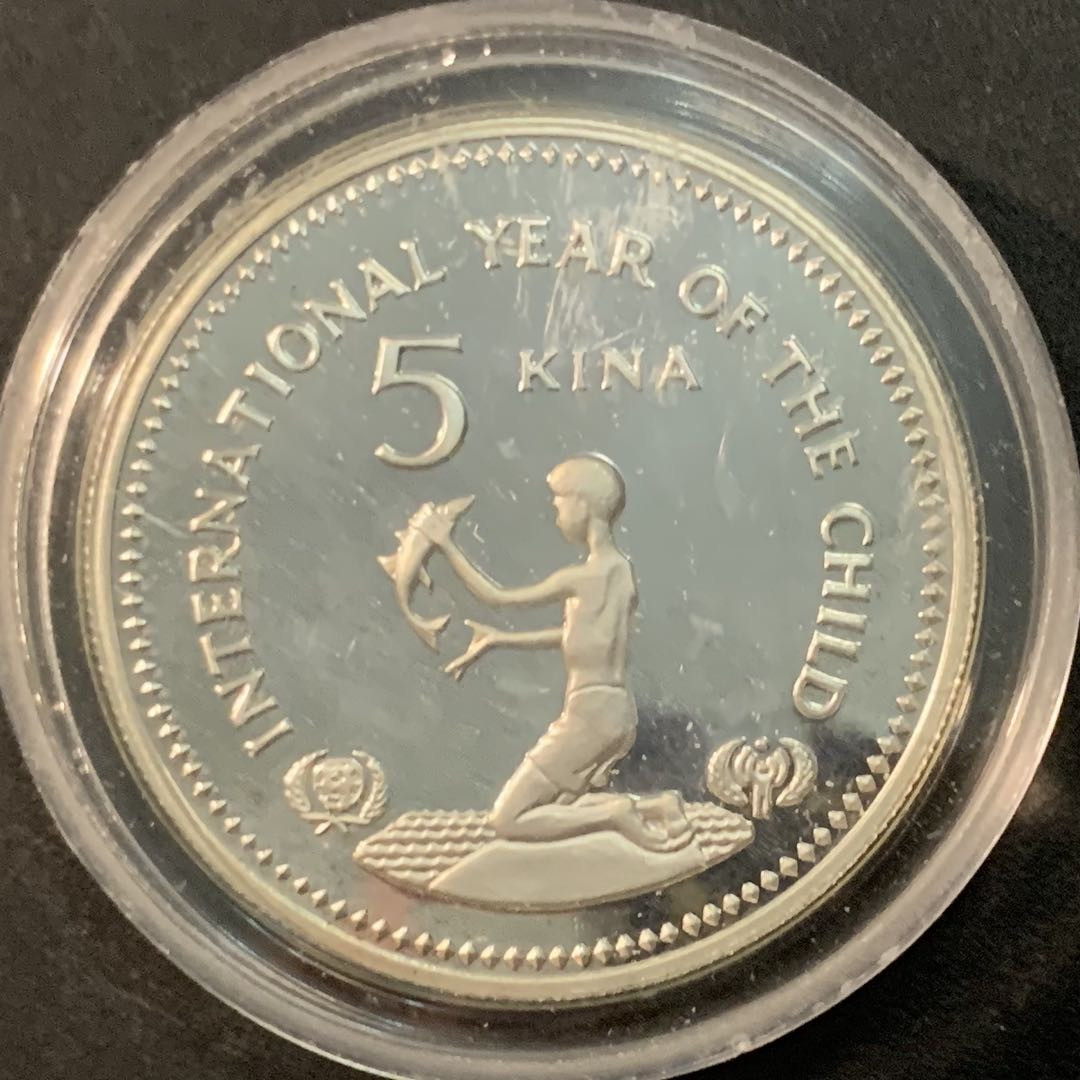 INTERNATIONAL YEAR OF THE CHILD
5 KINA